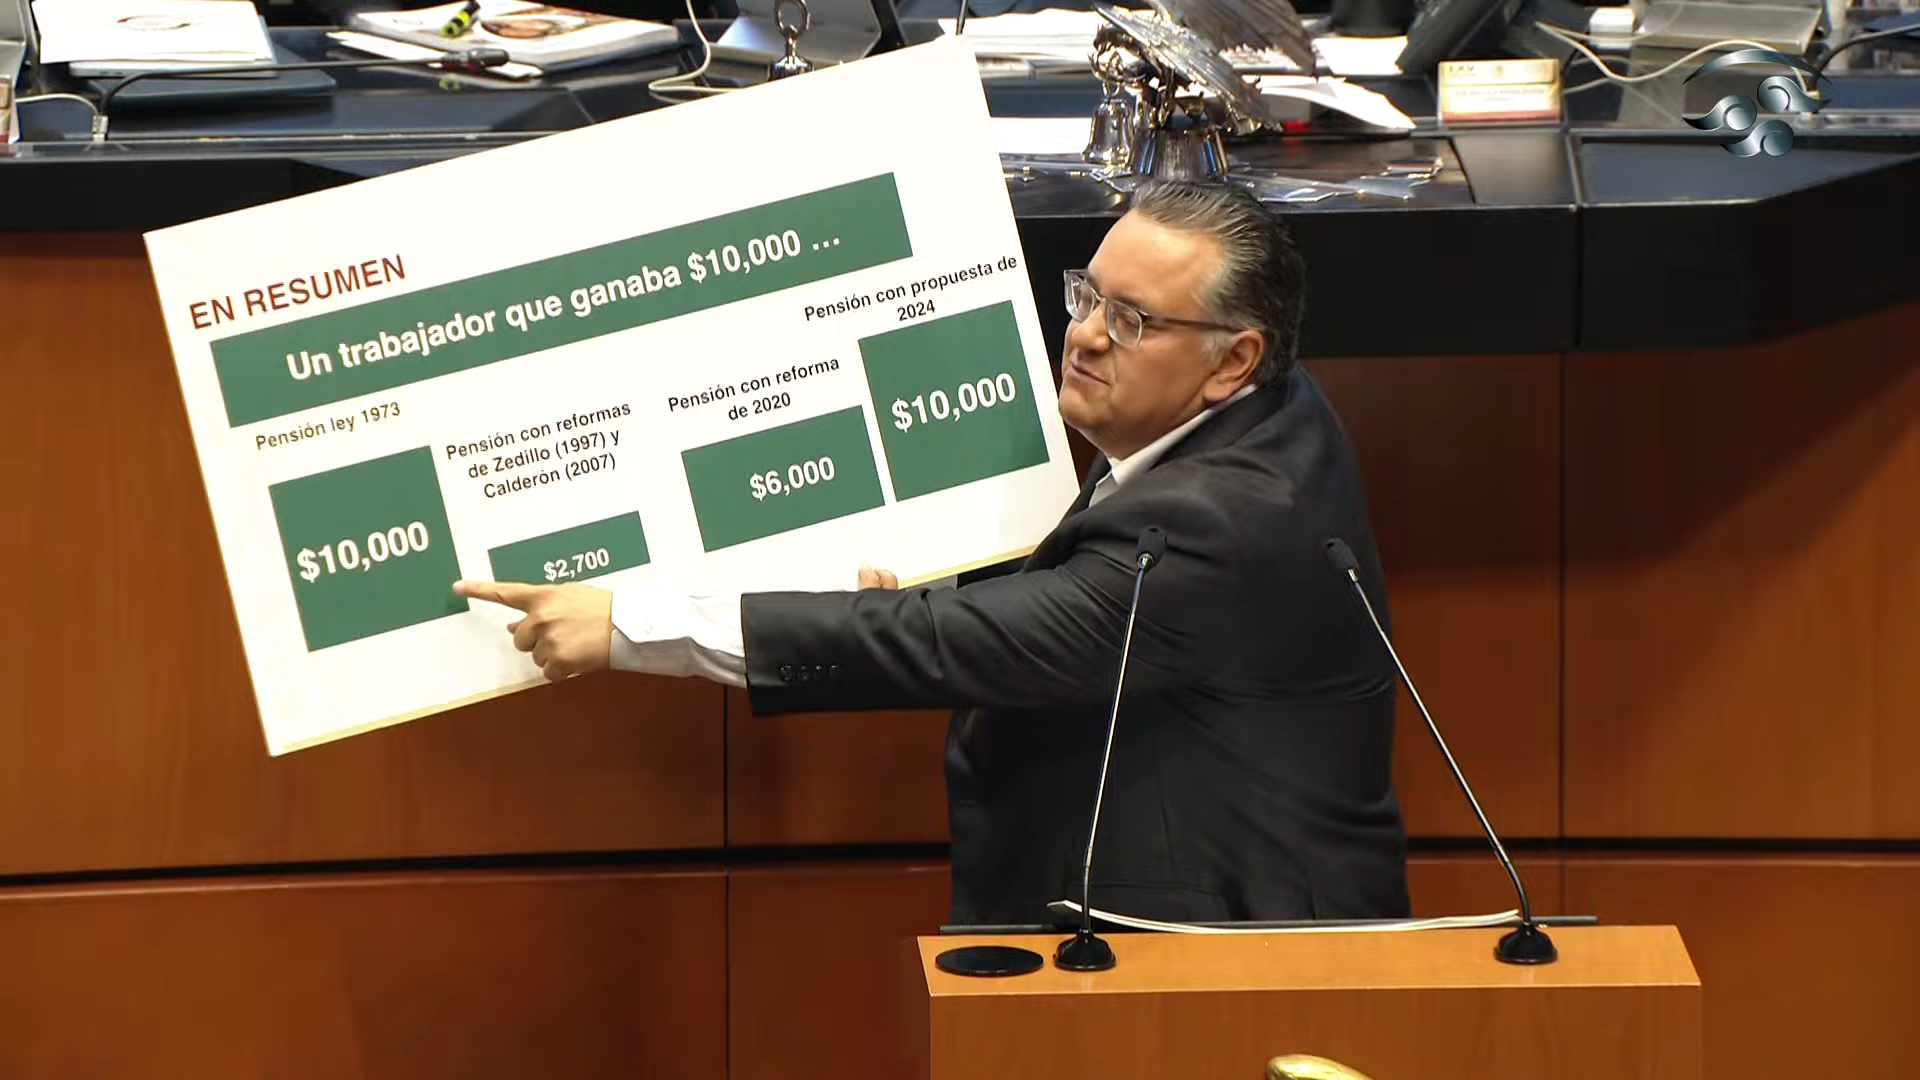 EN RESUMEN
Un trabajador que ganaba $10,000 ...
Pensión ley 1973
$10,000
Pensión con reformas
de Zedillo (1997) y
Calderón (2007)
$2,700
Pensión con reforma
de 2020
$6,000
Pensión con propuesta de
2024
$10,000